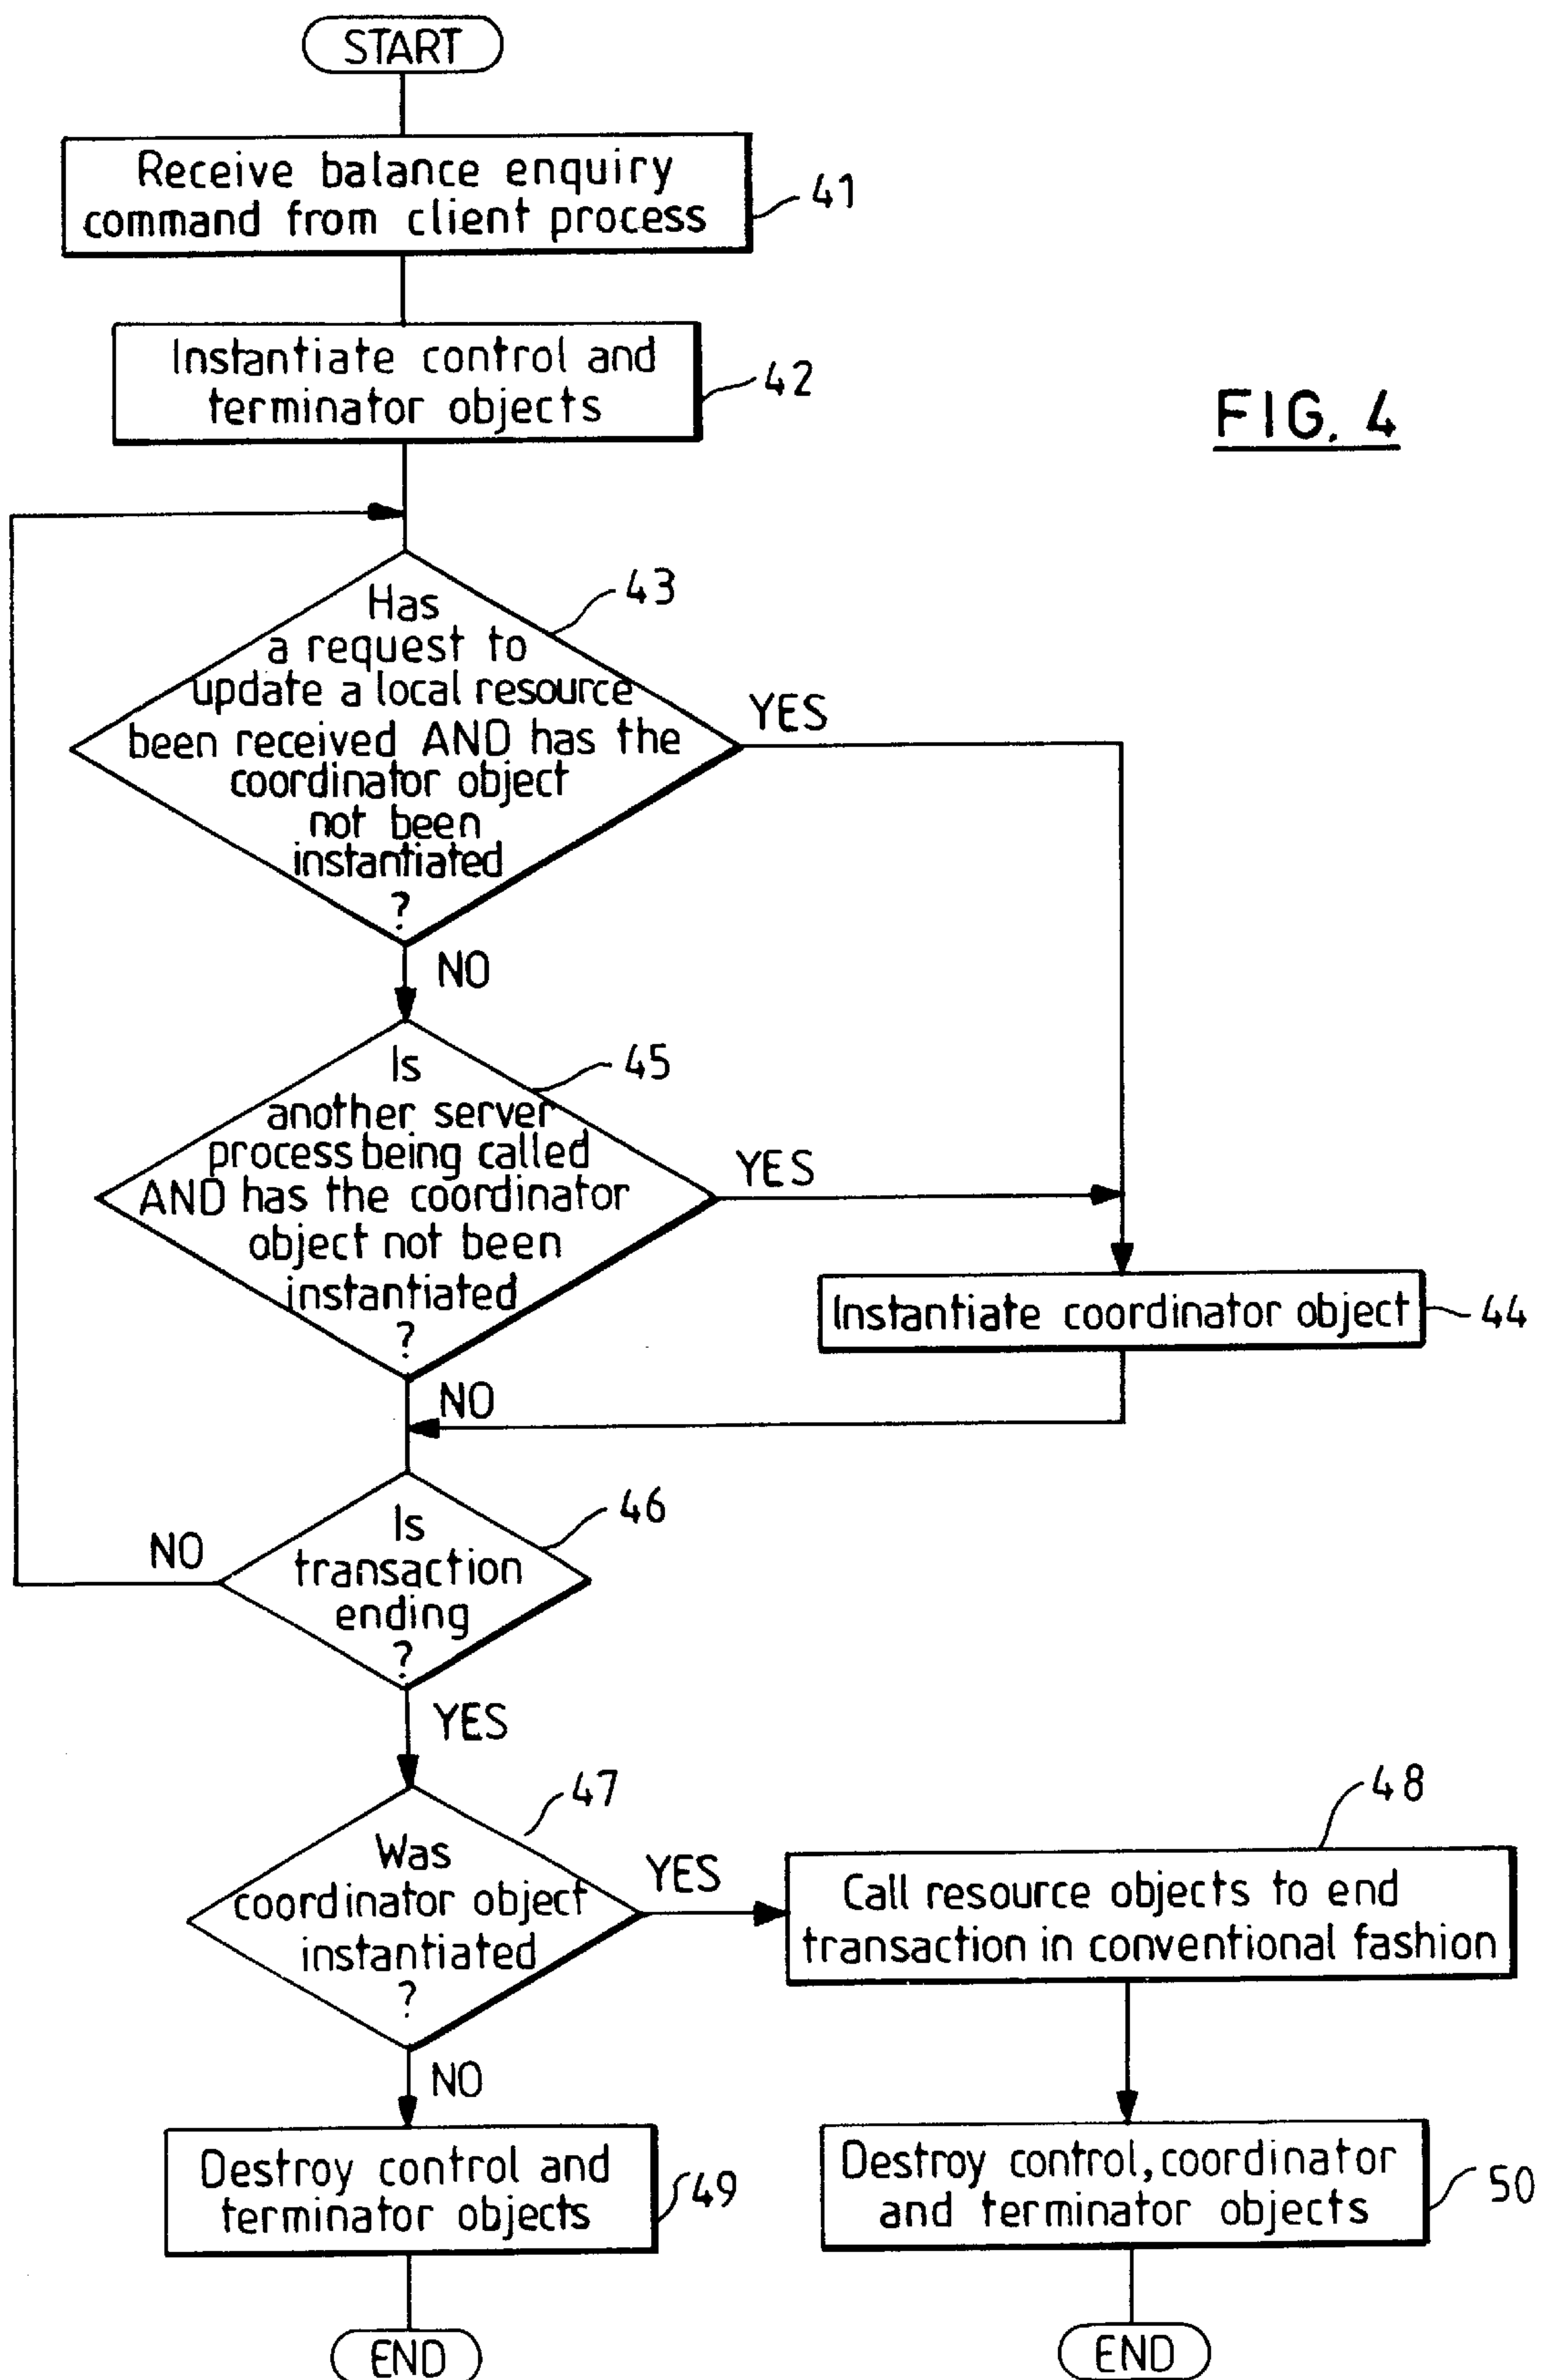 START
Receive balance enquiry
command from client process
41
Instantiate control and
terminator objects
42
FIG. 4
Has
a request to
update a local resource
been received AND has the
coordinator object
not been
instantiated
?
43
YES
NO
Is
another server
process being called
AND has the coordinator
object not been
instantiated
?
45
YES
Instantiate coordinator object
44
NO
Is
transaction
ending
?
46
NO
YES
Was
coordinator object
instantiated
?
47
YES
Call resource objects to end
transaction in conventional fashion
48
NO
Destroy control and
terminator objects
49
Destroy control, coordinator
and terminator objects
50
END
END